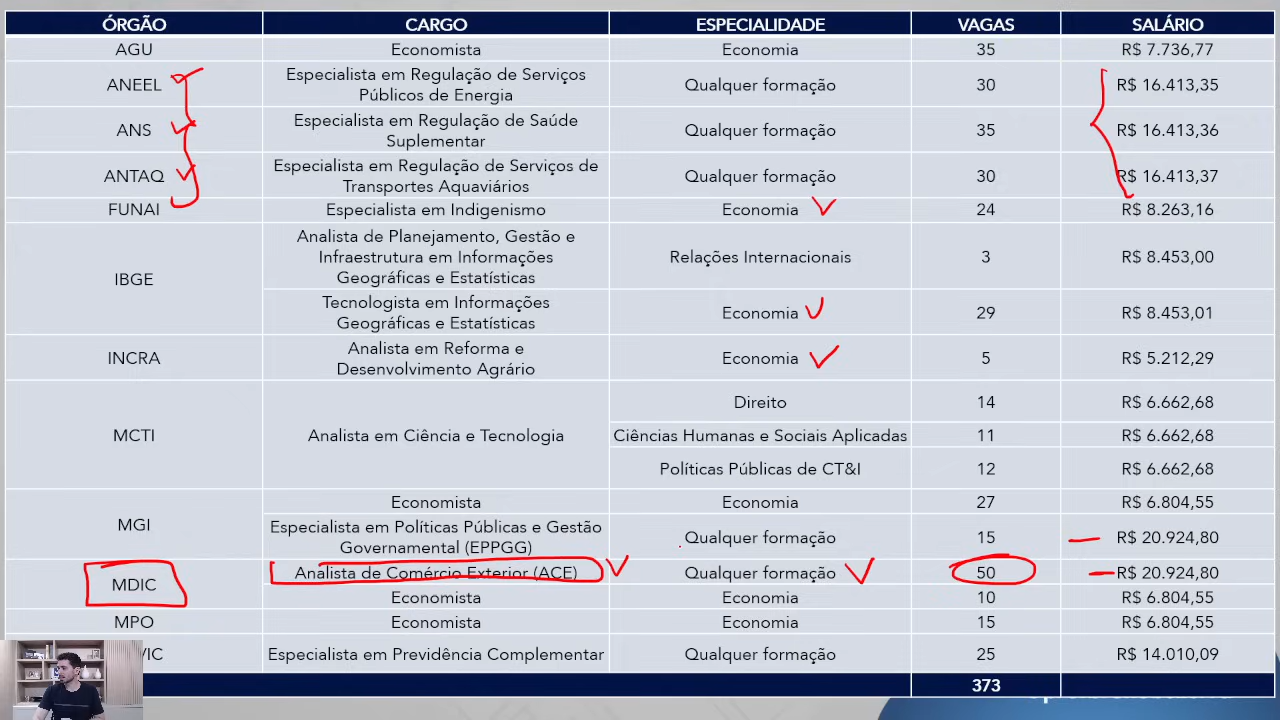 ÓRGÃO CARGO ESPECIALIDADE VAGAS SALÁRIO
AGU Economista Economia 35 R$ 7.736,77
ANEEL Especialista em Regulação de Serviços
Públicos de Energia Qualquer formação 30 R$ 16.413,35
ANS Especialista em Regulação de Saúde
Suplementar Qualquer formação 35 R$ 16.413,36
ANTAQ Especialista em Regulação de Serviços de
Transportes Aquaviários Qualquer formação 30 R$ 16.413,37
FUNAI Especialista em Indigenismo Economia 24 R$ 8.263,16
IBGE Analista de Planejamento, Gestão e
Infraestrutura em Informações
Geográficas e Estatísticas Relações Internacionais 3 R$ 8.453,00
Tecnologista em Informações
Geográficas e Estatísticas Economia 29 R$ 8.453,01
INCRA Analista em Reforma e
Desenvolvimento Agrário Economia 5 R$ 5.212,29
MCTI Analista em Ciência e Tecnologia Direito 14 R$ 6.662,68
Ciências Humanas e Sociais Aplicadas 11 R$ 6.662,68
Políticas Públicas de CT&I 12 R$ 6.662,68
MGI Economista Economia 27 R$ 6.804,55
Especialista em Políticas Públicas e Gestão
Governamental (EPPGG) Qualquer formação 15 R$ 20.924,80
MDIC Analista de Comércio Exterior (ACE) Qualquer formação 50 R$ 20.924,80
Economista Economia 10 R$ 6.804,55
MPO Economista Economia 15 R$ 6.804,55
VIC Especialista em Previdência Complementar Qualquer formação 25 R$ 14.010,09
373